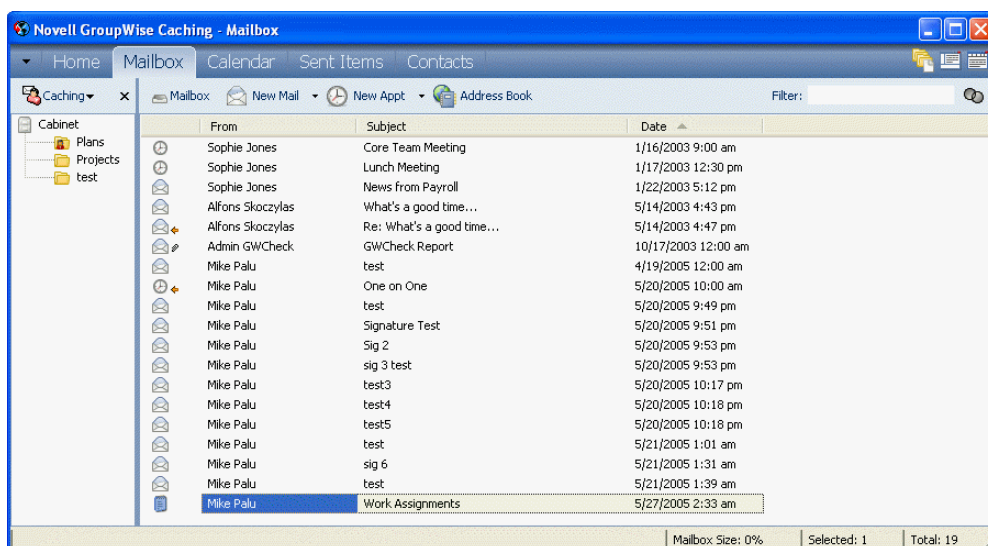 Novell GroupWise Caching - Mailbox
Home Mailbox Calendar Sent Items Contacts
Caching x Mailbox New Mail New Appt Address Book Filter:
Cabinet
Plans
Projects
test
From Subject Date
Sophie Jones Core Team Meeting 1/16/2003 9:00 am
Sophie Jones Lunch Meeting 1/17/2003 12:30 pm
Sophie Jones News from Payroll 1/22/2003 5:12 pm
Alfons Skoczylas What's a good time... 5/14/2003 4:43 pm
Alfons Skoczylas Re: What's a good time... 5/14/2003 4:47 pm
Admin GWCheck GWCheck Report 10/17/2003 12:00 am
Mike Palu test 4/19/2005 12:00 am
Mike Palu One on One 5/20/2005 10:00 am
Mike Palu test 5/20/2005 9:49 pm
Mike Palu Signature Test 5/20/2005 9:51 pm
Mike Palu Sig 2 5/20/2005 9:53 pm
Mike Palu sig 3 test 5/20/2005 9:53 pm
Mike Palu test3 5/20/2005 10:17 pm
Mike Palu test4 5/20/2005 10:18 pm
Mike Palu test5 5/20/2005 10:18 pm
Mike Palu test 5/21/2005 1:01 am
Mike Palu sig 6 5/21/2005 1:31 am
Mike Palu test 5/21/2005 1:39 am
Mike Palu Work Assignments 5/27/2005 2:33 am
Mailbox Size: 0% Selected: 1 Total: 19